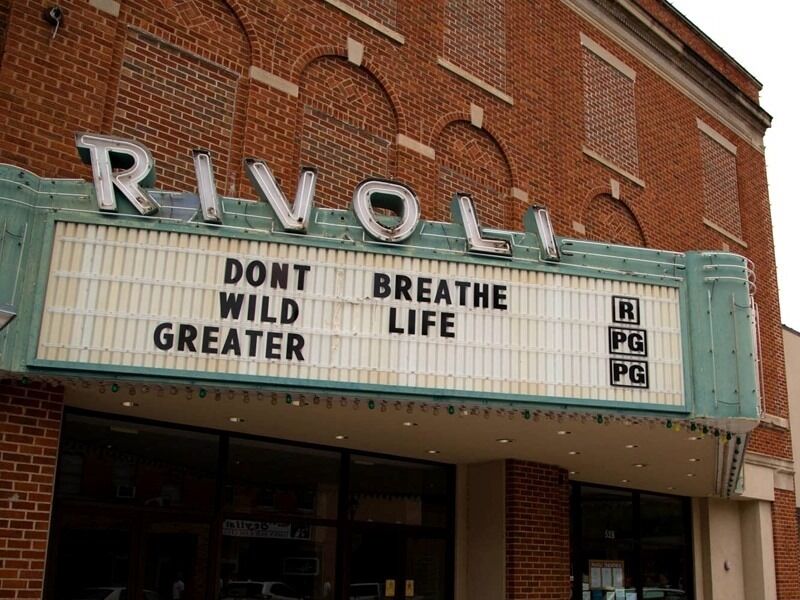 RIVOLI
DONT BREATHE R
WILD LIFE PG
GREATER PG